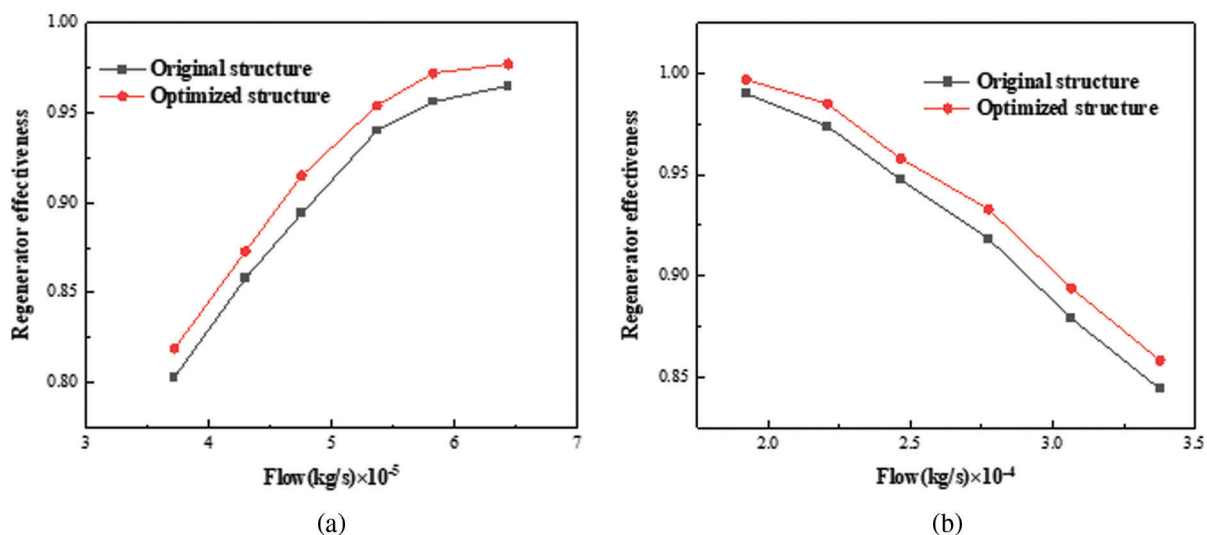 1.00
0.95
0.90
0.85
0.80
Regenerator effectiveness
Original structure
Optimized structure
3 4 5 6 7
Flow(kg/s)×10⁻⁵
(a)
1.00
0.95
0.90
0.85
Regenerator effectiveness
Original structure
Optimized structure
2.0 2.5 3.0 3.5
Flow(kg/s)×10⁻⁴
(b)